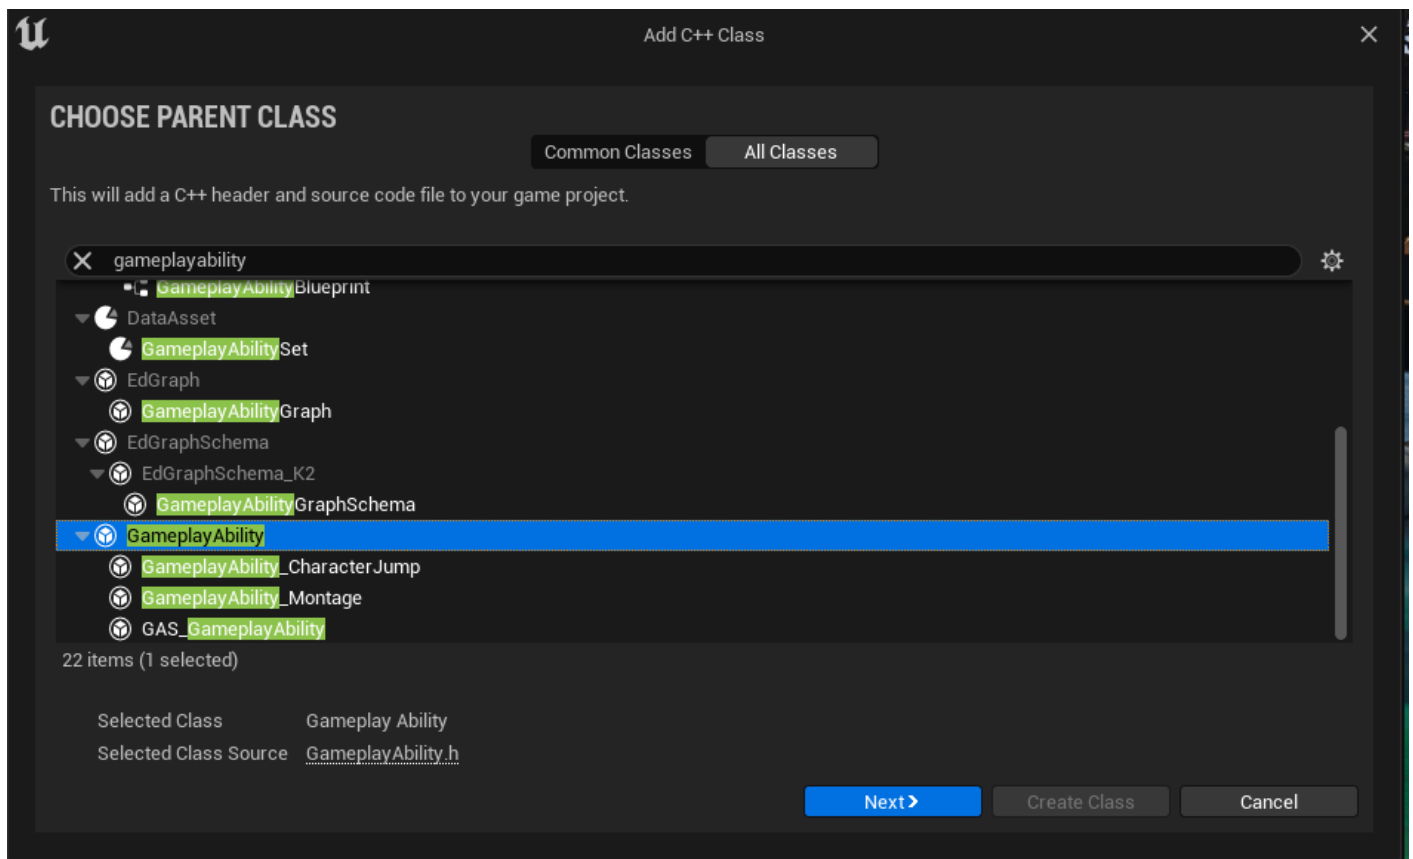 Add C++ Class
CHOOSE PARENT CLASS
Common Classes All Classes
This will add a C++ header and source code file to your game project.
gameplayability
GameplayAbilityBlueprint
DataAsset
GameplayAbilitySet
EdGraph
GameplayAbilityGraph
EdGraphSchema
EdGraphSchema_K2
GameplayAbilityGraphSchema
GameplayAbility
GameplayAbility_CharacterJump
GameplayAbility_Montage
GAS_GameplayAbility
22 items (1 selected)
Selected Class Gameplay Ability
Selected Class Source GameplayAbility.h
Next Create Class Cancel